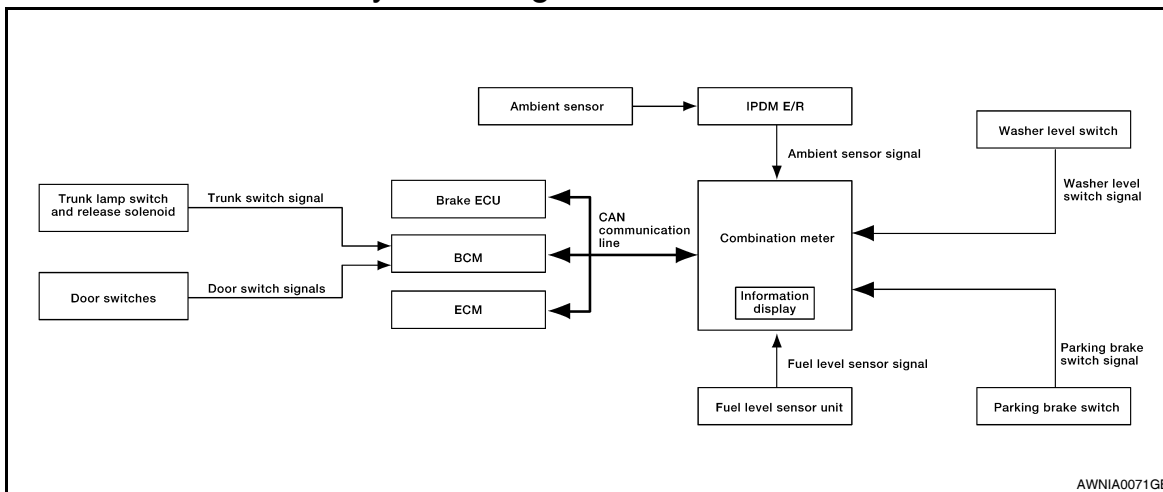 Ambient sensor
IPDM E/R
Washer level switch
Ambient sensor signal
Trunk lamp switch
and release solenoid
Trunk switch signal
Brake ECU
CAN
communication
line
Combination meter
Washer level
switch signal
BCM
Door switches
Door switch signals
ECM
Information
display
Parking brake
switch signal
Fuel level sensor signal
Fuel level sensor unit
Parking brake switch